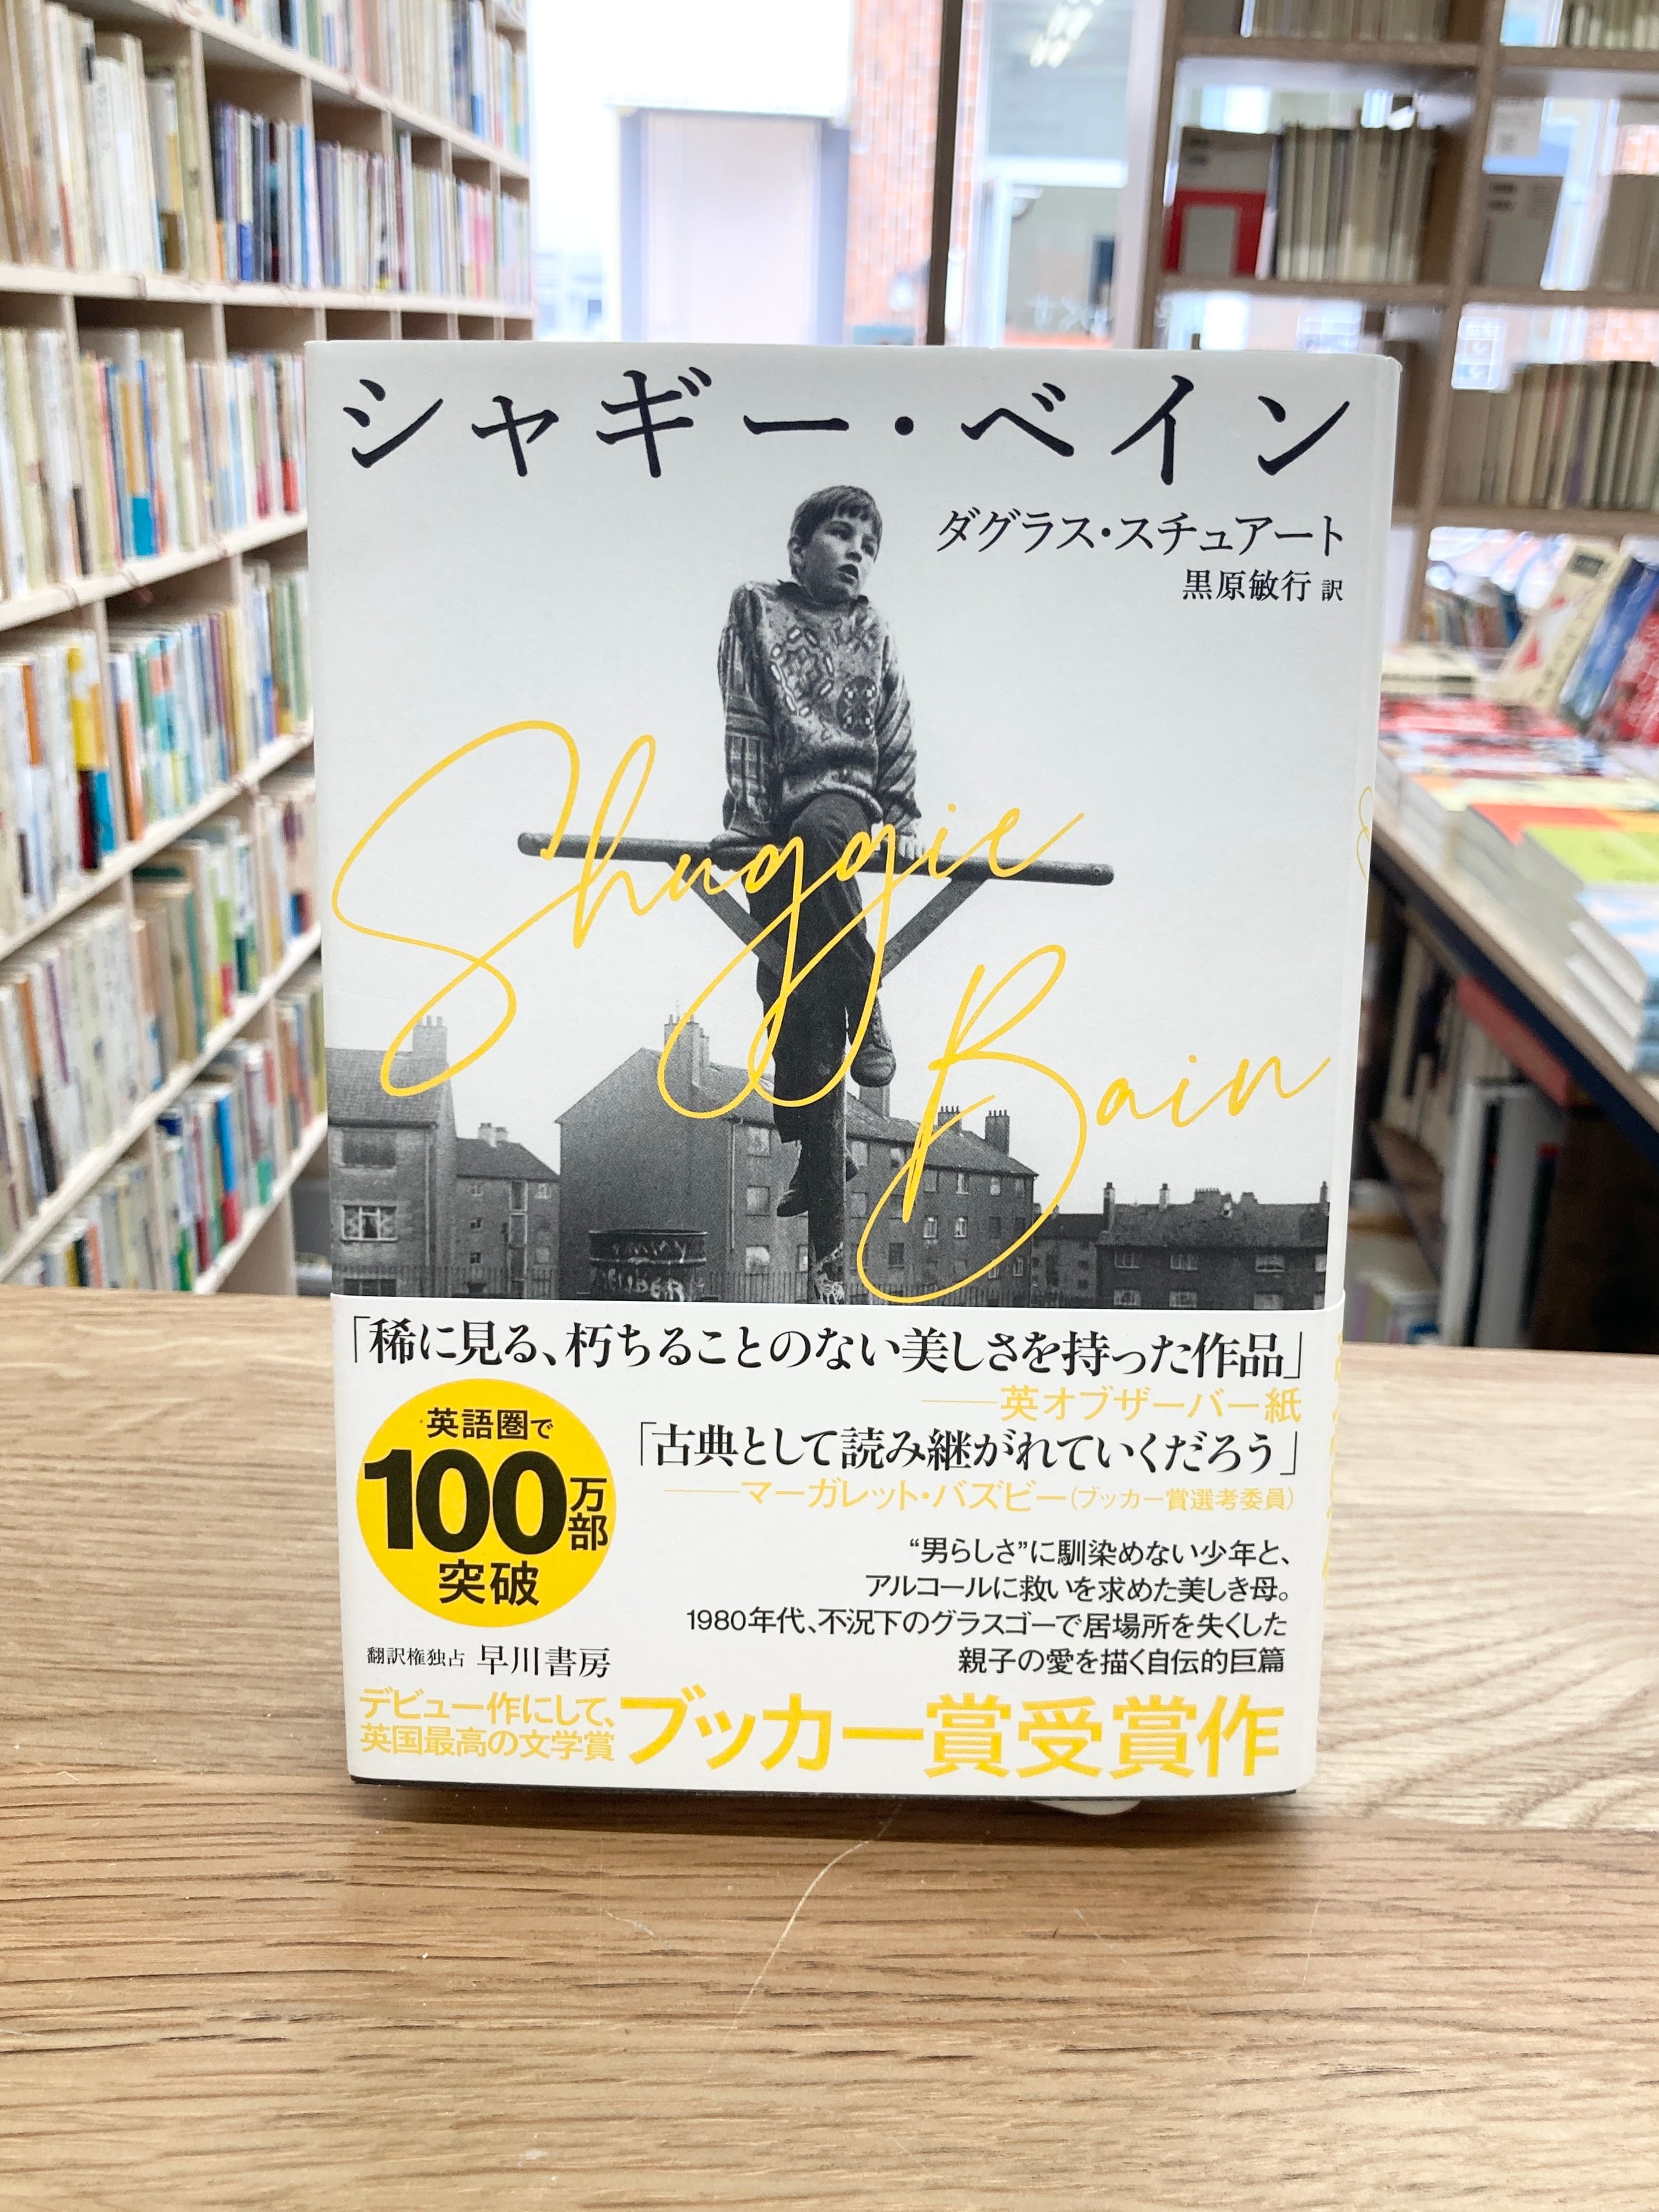 シャギー・ベイン
ダグラス・スチュアート
黒原敏行 訳
Shuggie
Bain
「稀に見る、朽ちることのない美しさを持った作品」
——英オブザーバー紙
「古典として読み継がれていくだろう」
——マーガレット・バズビー(ブッカー賞選考委員)
英語圏で
100万部
突破
“男らしさ”に馴染めない少年と、
アルコールに救いを求めた美しき母。
1980年代、不況下のグラスゴーで居場所を失くした
親子の愛を描く自伝的巨篇
翻訳権独占 早川書房
デビュー作にして、
英国最高の文学賞
ブッカー賞受賞作